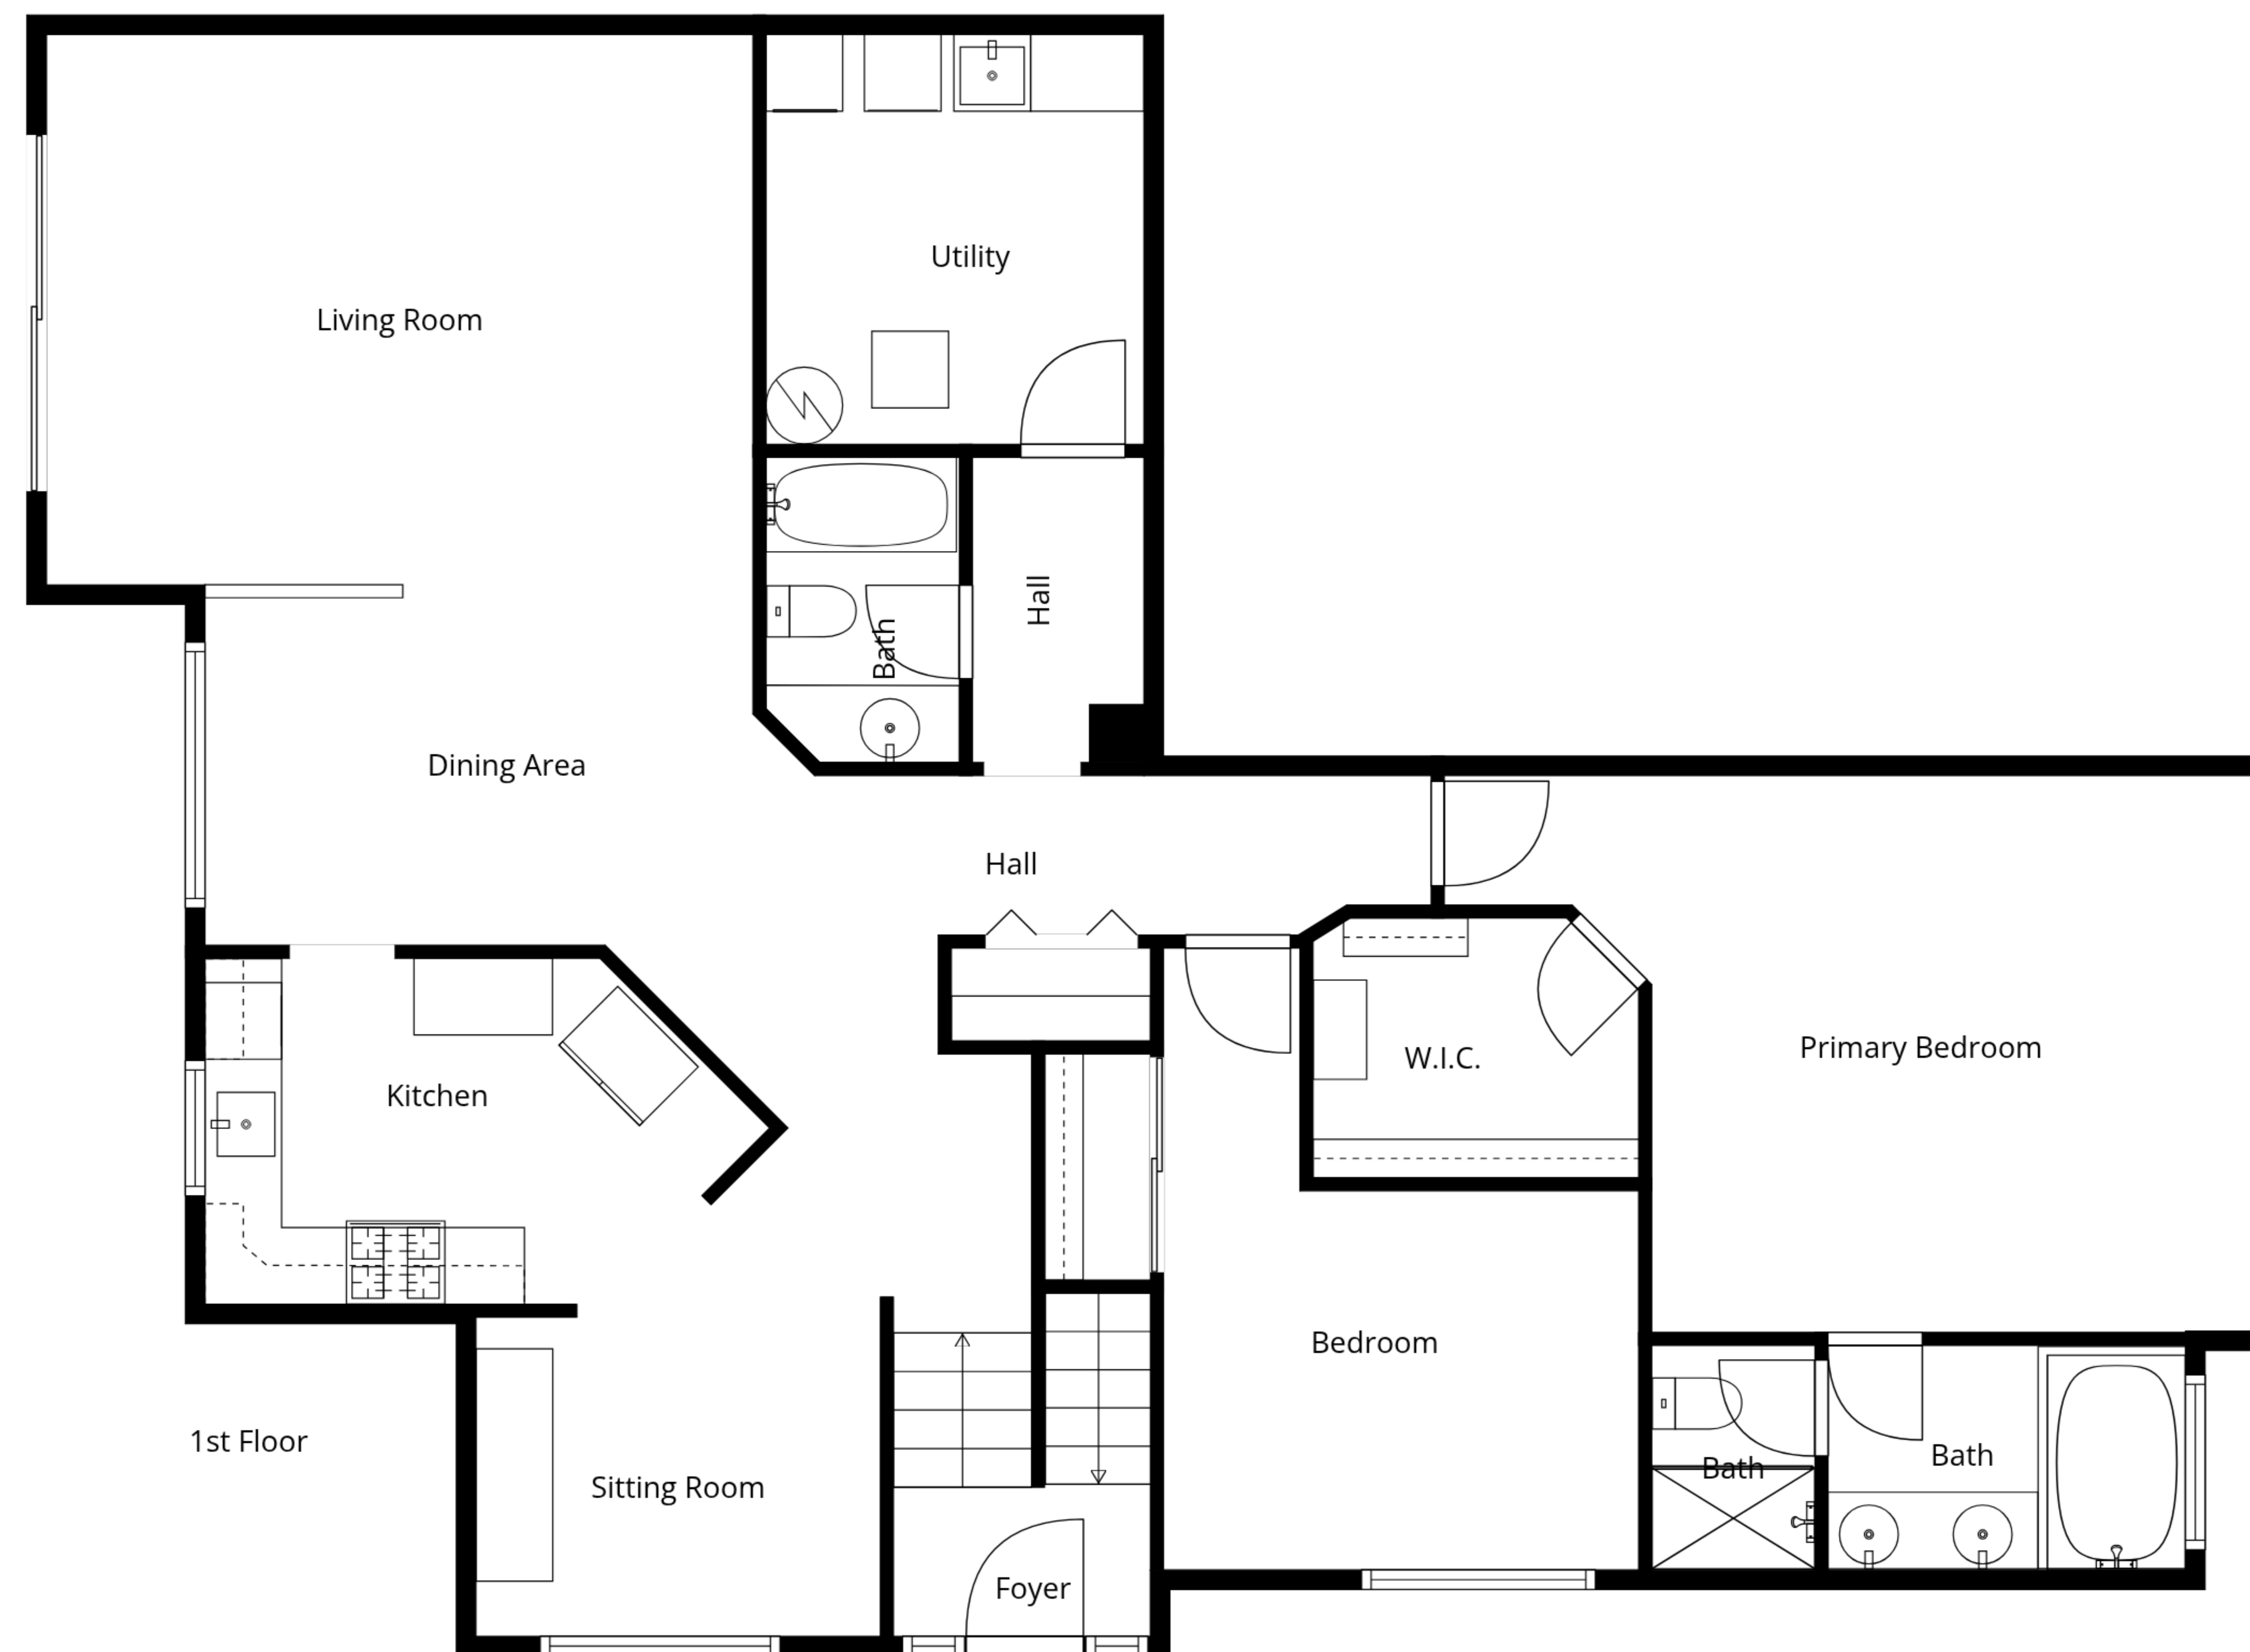 Utility
Living Room
Hall
Bath
Dining Area
Hall
Primary Bedroom
W.I.C.
Kitchen
Bedroom
1st Floor
Bath
Bath
Sitting Room
Foyer